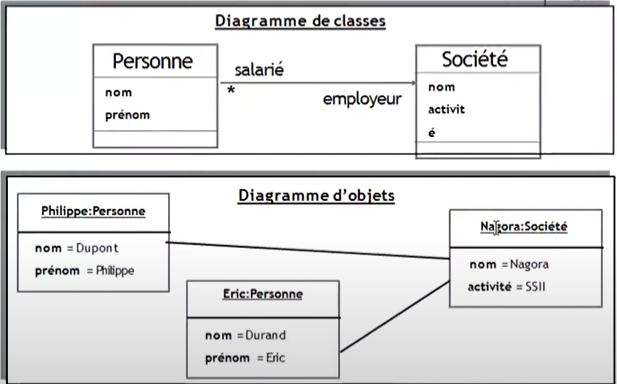 Diagramme de classes
Personne
nom
prénom
salarié
*
employeur
Société
nom
activit
é
Diagramme d'objets
Philippe:Personne
nom = Dupont
prénom = Philippe
Eric:Personne
nom = Durand
prénom = Eric
Nagora:Société
nom = Nagora
activité = SSII